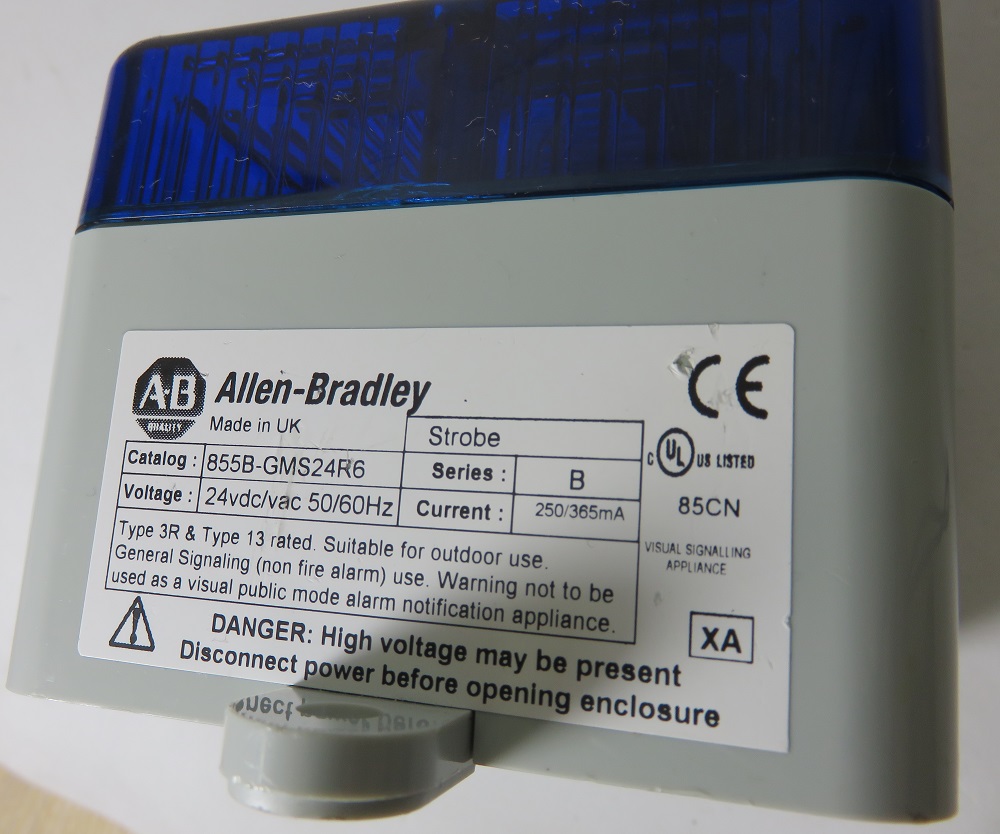 A-B
QUALITY
Allen-Bradley
Made in UK
Strobe
Catalog : 855B-GMS24R6
Series : B
Voltage : 24vdc/vac 50/60Hz
Current : 250/365mA
Type 3R & Type 13 rated. Suitable for outdoor use.
General Signaling (non fire alarm) use. Warning not to be
used as a visual public mode alarm notification appliance.
DANGER: High voltage may be present
Disconnect power before opening enclosure
CE
C UL US LISTED
85CN
VISUAL SIGNALLING
APPLIANCE
XA